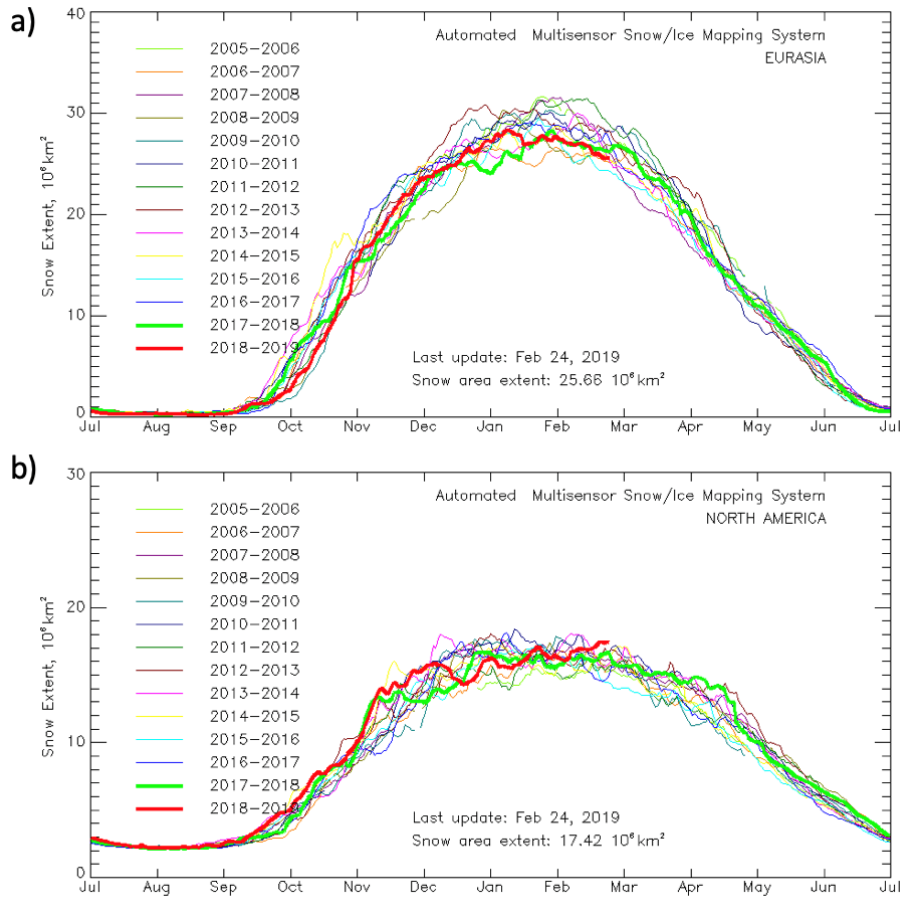 a)
40
30
20
10
0
Snow Extent, 10⁶km²
Automated Multisensor Snow/Ice Mapping System
EURASIA
2005-2006
2006-2007
2007-2008
2008-2009
2009-2010
2010-2011
2011-2012
2012-2013
2013-2014
2014-2015
2015-2016
2016-2017
2017-2018
2018-2019
Last update: Feb 24, 2019
Snow area extent: 25.66 10⁶km²
Jul Aug Sep Oct Nov Dec Jan Feb Mar Apr May Jun Jul
b)
30
20
10
0
Snow Extent, 10⁶km²
Automated Multisensor Snow/Ice Mapping System
NORTH AMERICA
2005-2006
2006-2007
2007-2008
2008-2009
2009-2010
2010-2011
2011-2012
2012-2013
2013-2014
2014-2015
2015-2016
2016-2017
2017-2018
2018-2019
Last update: Feb 24, 2019
Snow area extent: 17.42 10⁶km²
Jul Aug Sep Oct Nov Dec Jan Feb Mar Apr May Jun Jul